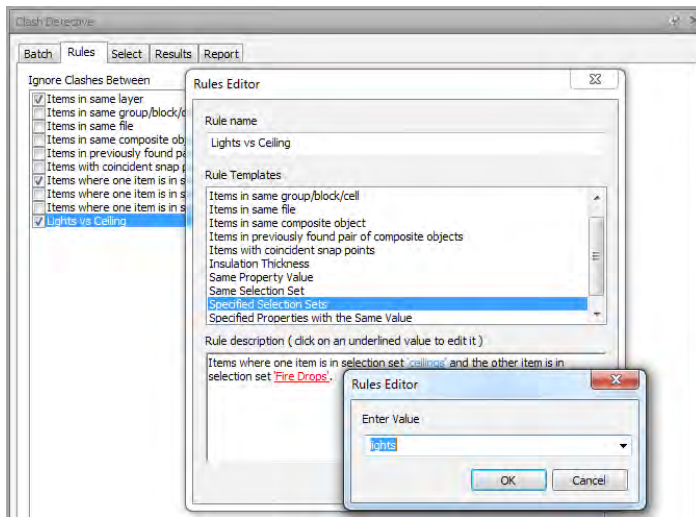 Clash Detective
Batch Rules Select Results Report
Ignore Clashes Between
Items in same layer
Items in same group/block/c
Items in same file
Items in same composite ob
Items in previously found pa
Items with coincident snap p
Items where one item is in s
Items where one item is in s
Items where one item is in s
Lights vs Ceiling
Rules Editor
Rule name
Lights vs Ceiling
Rule Templates
Items in same group/block/cell
Items in same file
Items in same composite object
Items in previously found pair of composite objects
Items with coincident snap points
Insulation Thickness
Same Property Value
Same Selection Set
Specified Selection Sets
Specified Properties with the Same Value
Rule description ( click on an underlined value to edit it )
Items where one item is in selection set 'ceilings' and the other item is in
selection set 'Fire Drops'.
Rules Editor
Enter Value
lights
OK Cancel